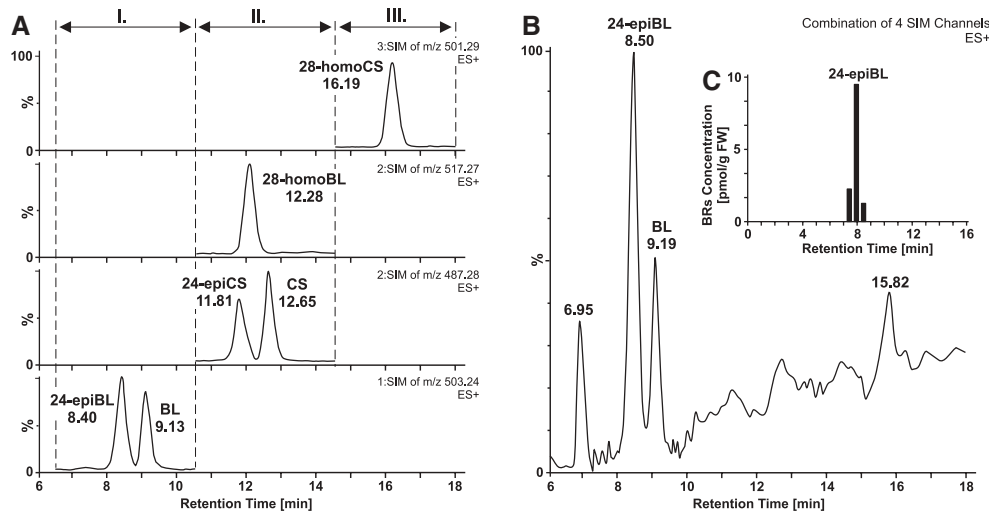 A
I. II. III.
3:SIM of m/z 501.29
ES+
28-homoCS
16.19
100
%
0
2:SIM of m/z 517.27
ES+
28-homoBL
12.28
%
0
2:SIM of m/z 487.28
ES+
24-epiCS
11.81
CS
12.65
%
0
1:SIM of m/z 503.24
ES+
24-epiBL
8.40
BL
9.13
%
0
6 8 10 12 14 16 18
Retention Time [min]
B
Combination of 4 SIM Channels
ES+
24-epiBL
8.50
BL
9.19
6.95
15.82
100
%
0
6 8 10 12 14 16 18
Retention Time [min]
C
24-epiBL
BRs Concentration
[pmol/g FW]
10
5
2
0
0 4 8 12 16
Retention Time [min]